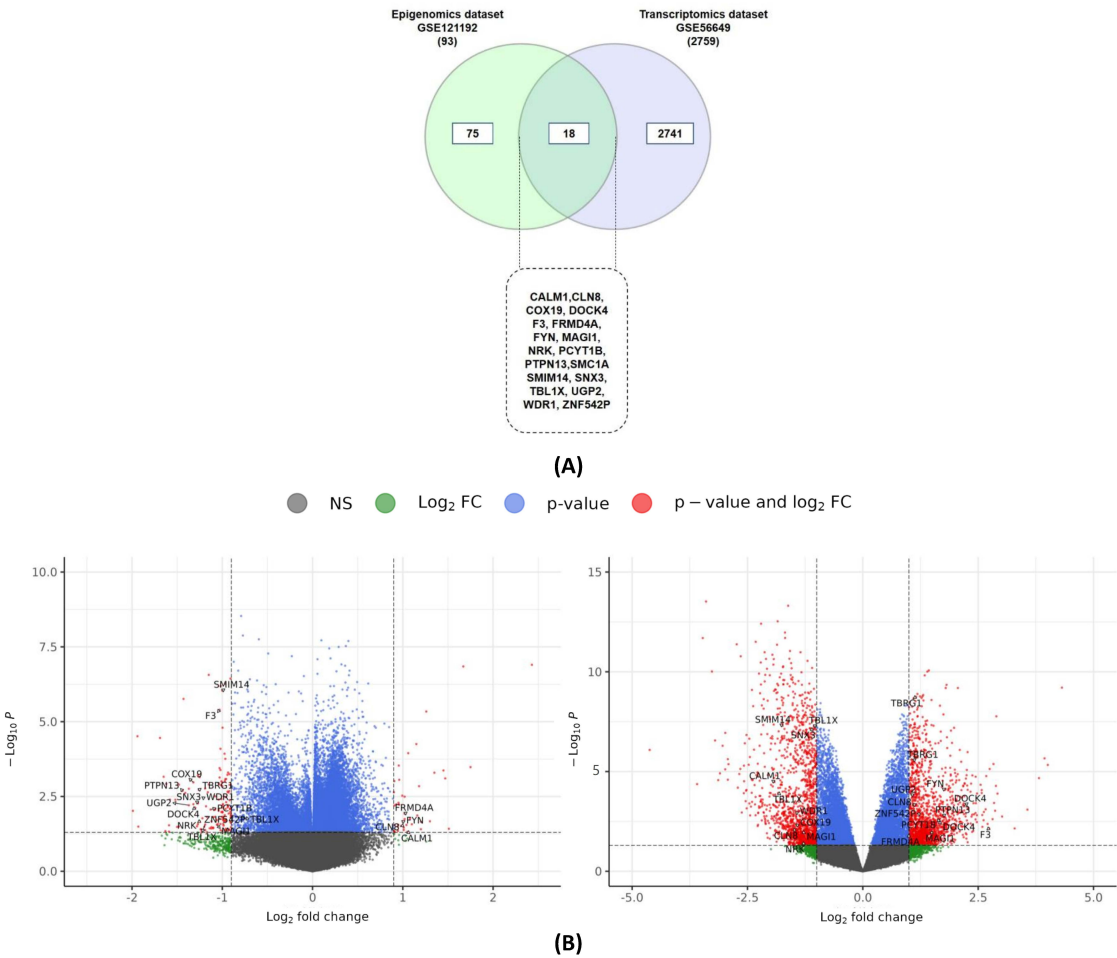 Epigenomics dataset
GSE121192
(93)
Transcriptomics dataset
GSE56649
(2759)
75
18
2741
CALM1,CLN8,
COX19, DOCK4
F3, FRMD4A,
FYN, MAGI1,
NRK, PCYT1B,
PTPN13,SMC1A
SMIM14, SNX3,
TBL1X, UGP2,
WDR1, ZNF542P
(A)
NS
Log₂ FC
p-value
p − value and log₂ FC
10.0
7.5
5.0
2.5
0.0
−Log₁₀ P
SMIM14
F3
COX19
PTPN13
TBRG1
UGP2
SNX3
WDR1
DOCK4
PCYT1B
NRK
ZNF542P
TBL1X
MAGI1
TBL1X
FRMD4A
FYN
CLN8
CALM1
-2
-1
0
1
2
Log₂ fold change
15
10
5
0
−Log₁₀ P
TBRG1
SMIM14
TBL1X
SNX3
TBRG1
CALM1
FYN
UGP2
TBL1X
DOCK4
CLN8
WDR1
PTPN13
ZNF542P
COX19
PCYT1B
DOCK4
CLN8
MAGI1
F3
FRMD4A
MAGI1
NRK
-5.0
-2.5
0.0
2.5
5.0
Log₂ fold change
(B)